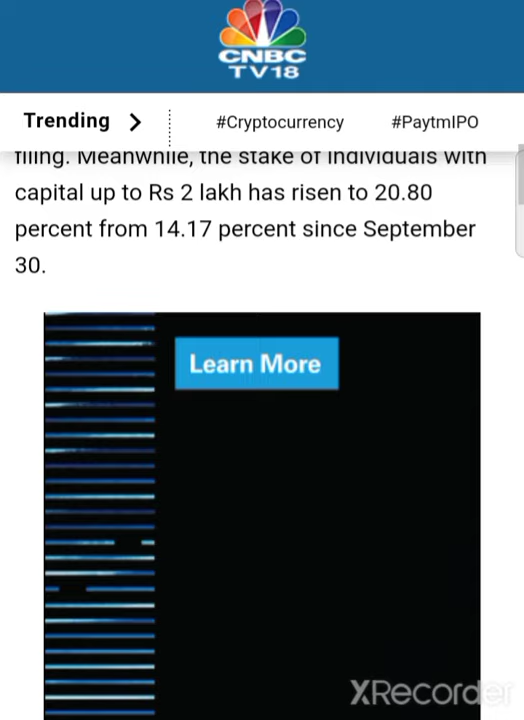 CNBC
TV18
Trending
#Cryptocurrency
#PaytmIPO
filing. Meanwhile, the stake of individuals with
capital up to Rs 2 lakh has risen to 20.80
percent from 14.17 percent since September
30.
Learn More
XRecorder